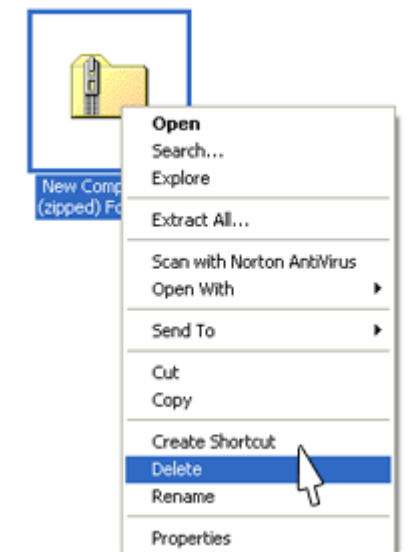 New Comp
(zipped) Fo
Open
Search...
Explore
Extract All...
Scan with Norton AntiVirus
Open With
Send To
Cut
Copy
Create Shortcut
Delete
Rename
Properties